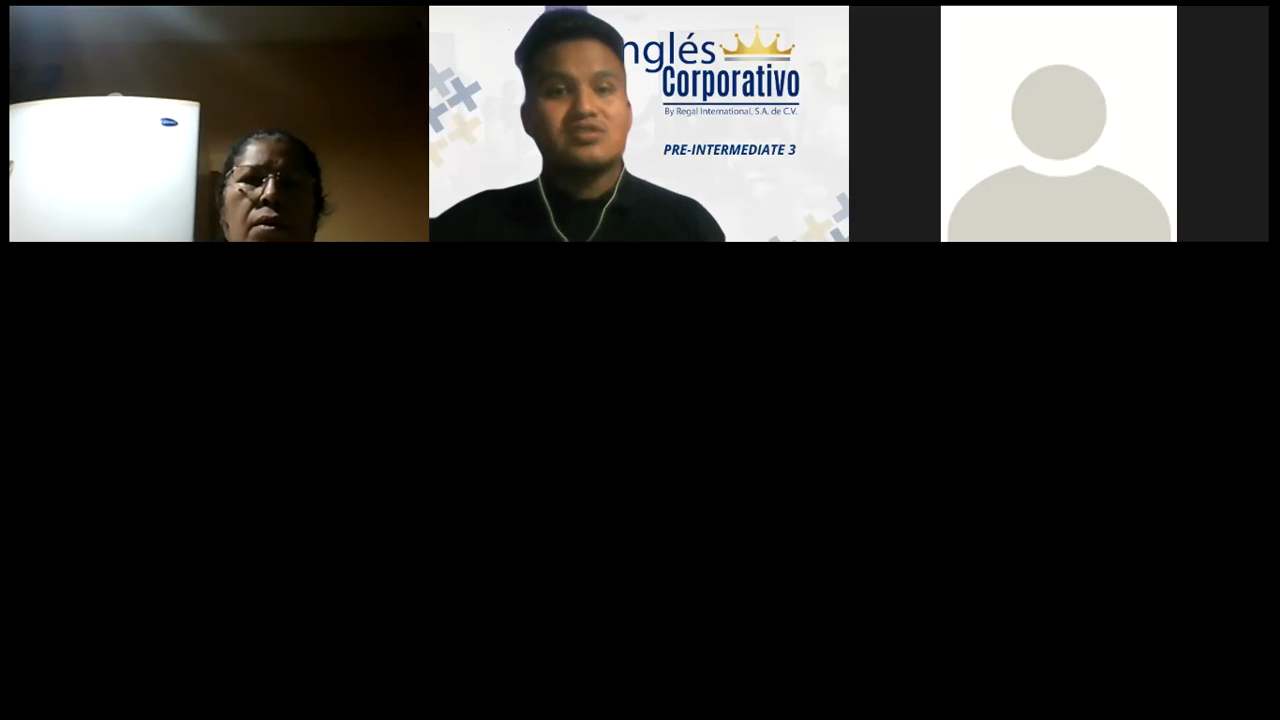 nglés
Corporativo
By Regal International, S.A. de C.V.
PRE-INTERMEDIATE 3